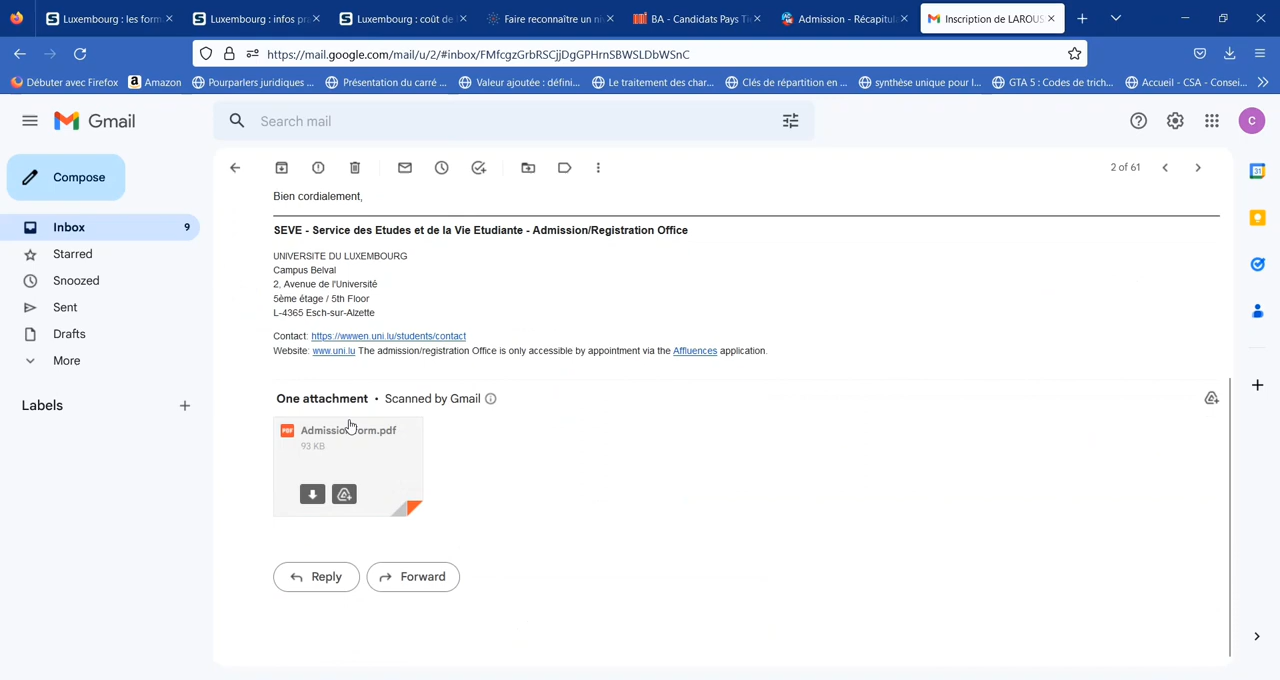 Luxembourg : les form
Luxembourg : infos pr
Luxembourg : coût de
Faire reconnaître un ni
BA - Candidats Pays Ti
Admission - Récapitul
Inscription de LAROUS
https://mail.google.com/mail/u/2/#inbox/FMfcgzGrbRSCjjDgGPHrnSBWSLDbWSnC
Débuter avec Firefox
Amazon
Pourparlers juridiques ...
Présentation du carré ...
Valeur ajoutée : défini...
Le traitement des char...
Clés de répartition en ...
synthèse unique pour l...
GTA 5 : Codes de trich...
Accueil - CSA - Consei...
Gmail
Search mail
C
Compose
2 of 61
Inbox 9
Starred
Snoozed
Sent
Drafts
More
Labels
Bien cordialement,
SEVE - Service des Etudes et de la Vie Etudiante - Admission/Registration Office
UNIVERSITE DU LUXEMBOURG
Campus Belval
2, Avenue de l'Université
5ème étage / 5th Floor
L-4365 Esch-sur-Alzette
Contact: https://wwwen.uni.lu/students/contact
Website: www.uni.lu The admission/registration Office is only accessible by appointment via the Affluences application.
One attachment • Scanned by Gmail
PDF
93 KB
Reply
Forward
31